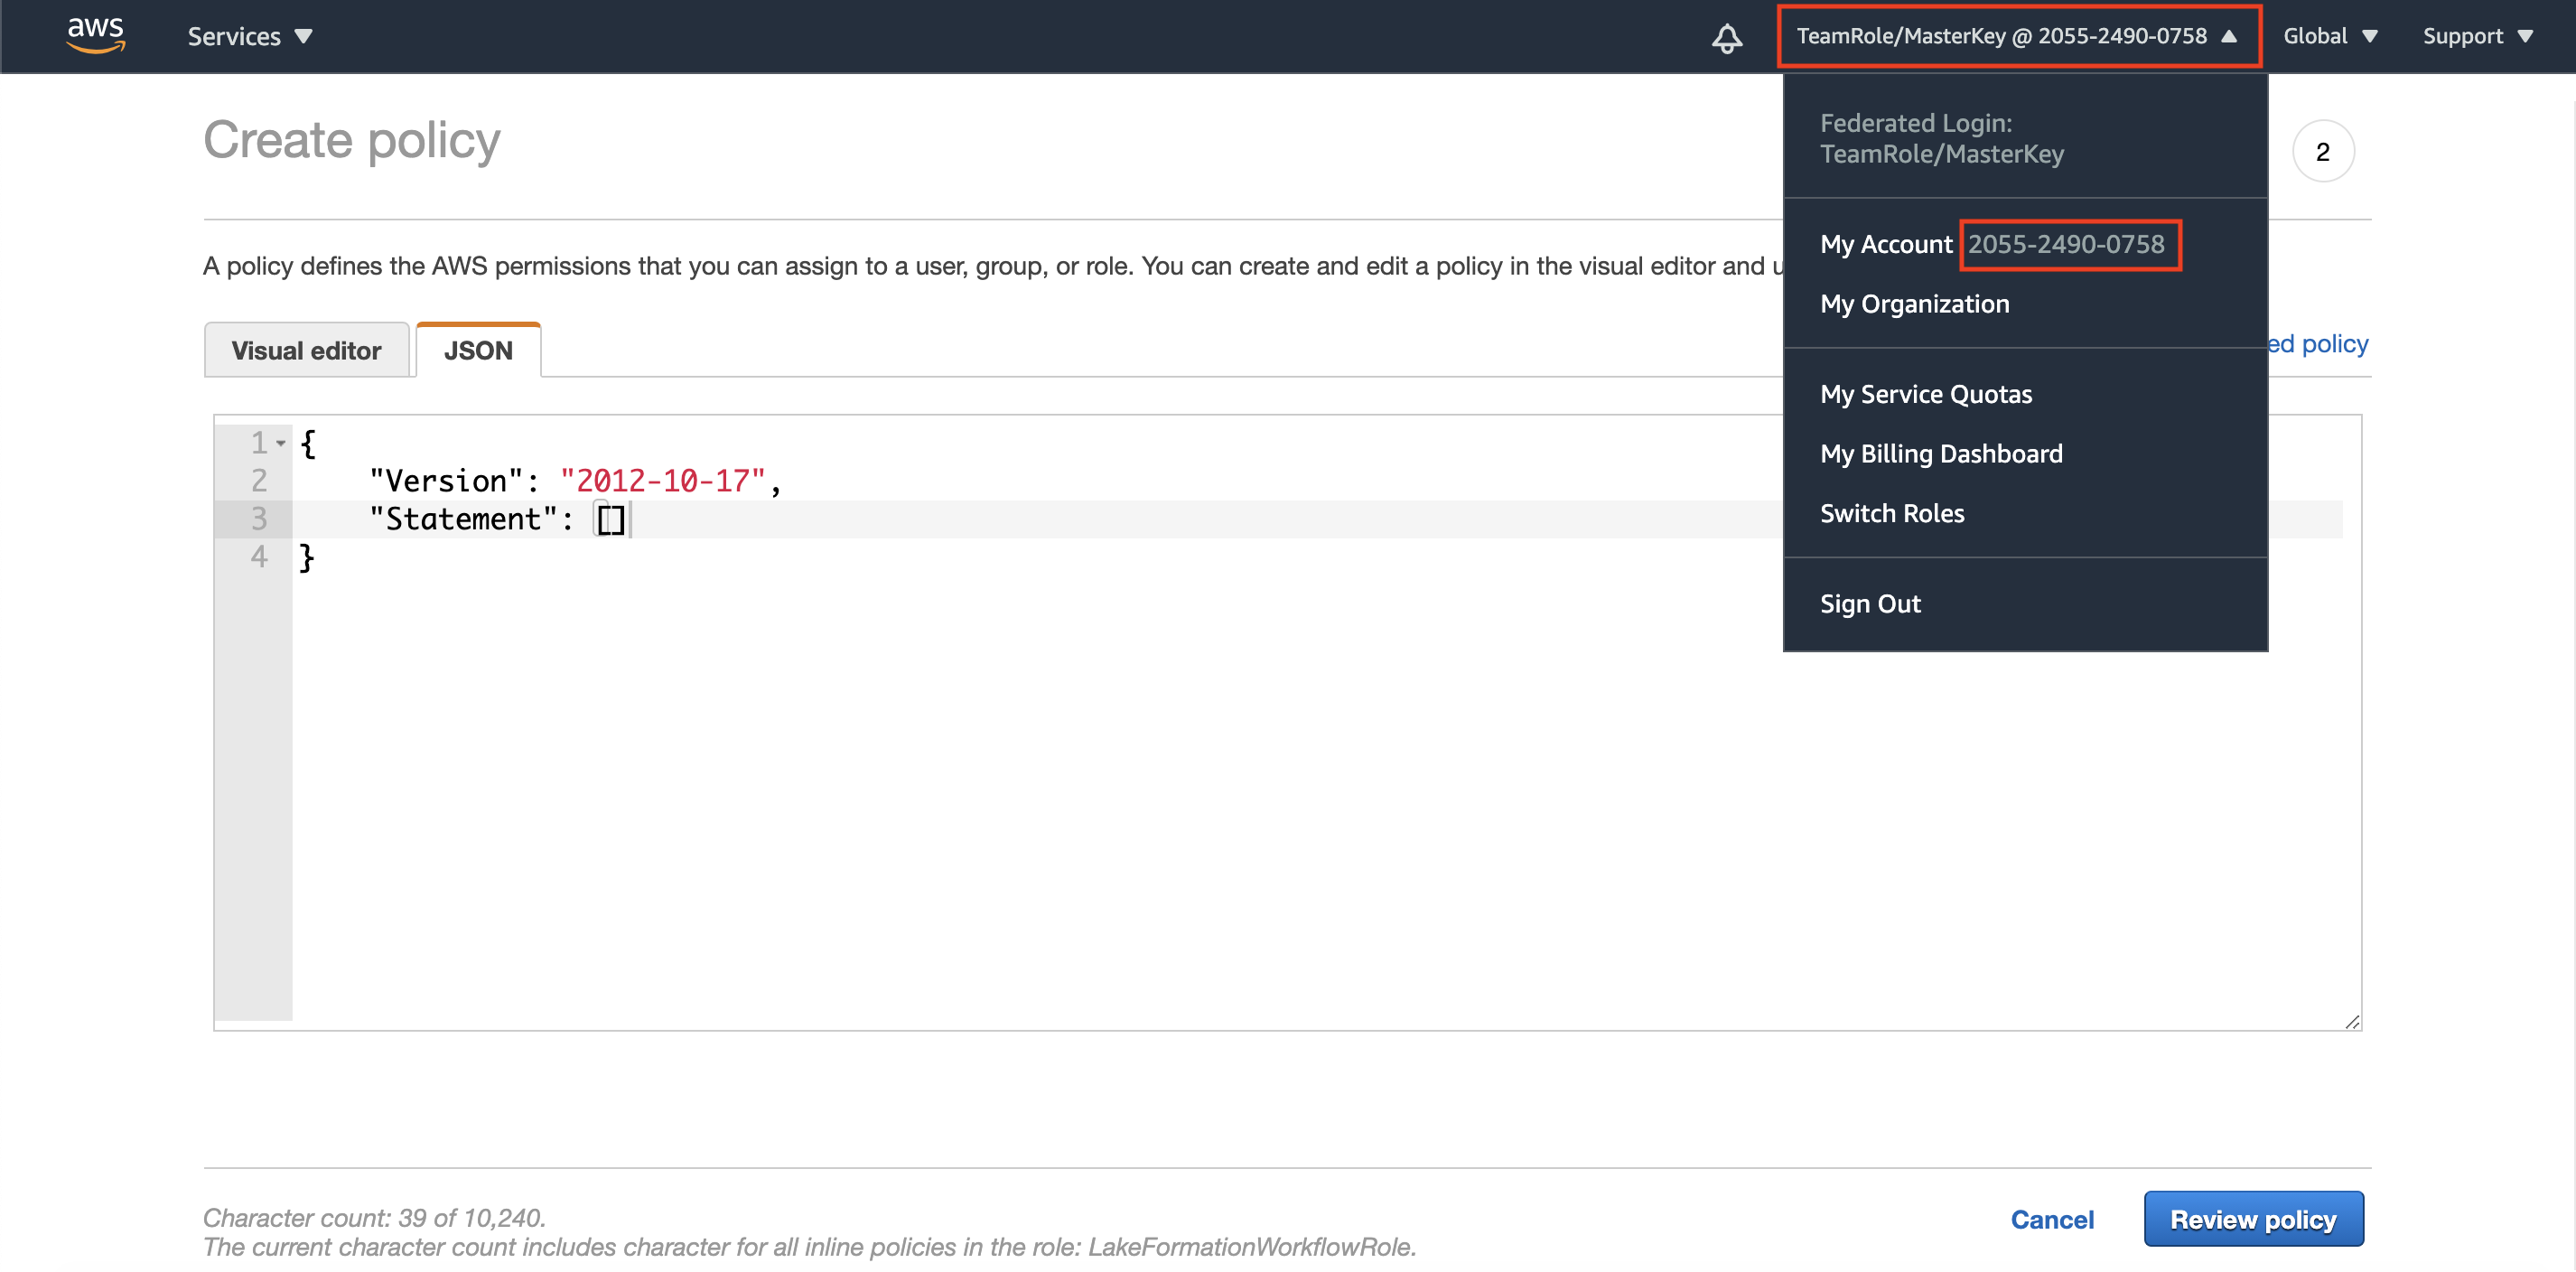 aws
Services
TeamRole/MasterKey @ 2055-2490-0758
Global
Support
Federated Login:
TeamRole/MasterKey
My Account 2055-2490-0758
My Organization
My Service Quotas
My Billing Dashboard
Switch Roles
Sign Out
Create policy
2
A policy defines the AWS permissions that you can assign to a user, group, or role. You can create and edit a policy in the visual editor and
ed policy
Visual editor
JSON
1 {
2 "Version": "2012-10-17",
3 "Statement": []
4 }
Character count: 39 of 10,240.
The current character count includes character for all inline policies in the role: LakeFormationWorkflowRole.
Cancel
Review policy